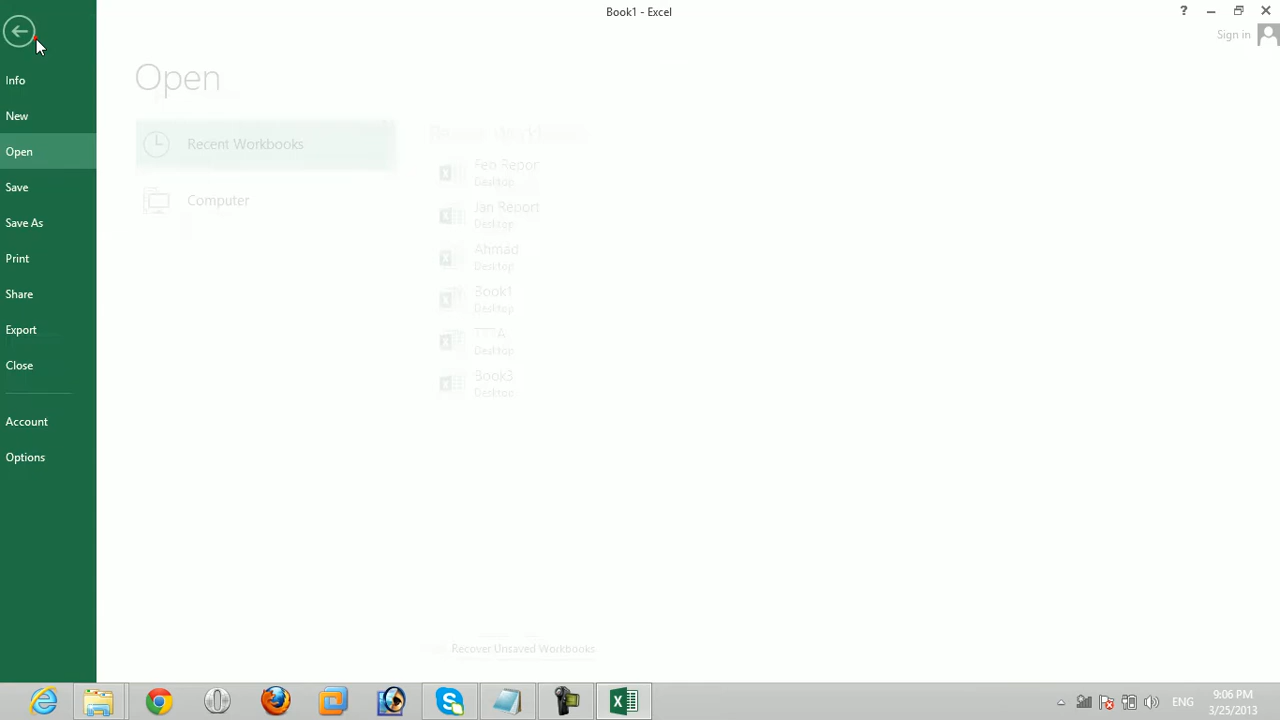 Book1 - Excel
?
Sign in
Info
New
Open
Save
Save As
Print
Share
Export
Close
Account
Options
Open
Recent Workbooks
Computer
Feb Repor
Desktop
Jan Report
Desktop
Ahmad
Desktop
Book1
Desktop
Desktop
Book3
Desktop
Recover Unsaved Workbooks
ENG
9:06 PM
3/25/2013